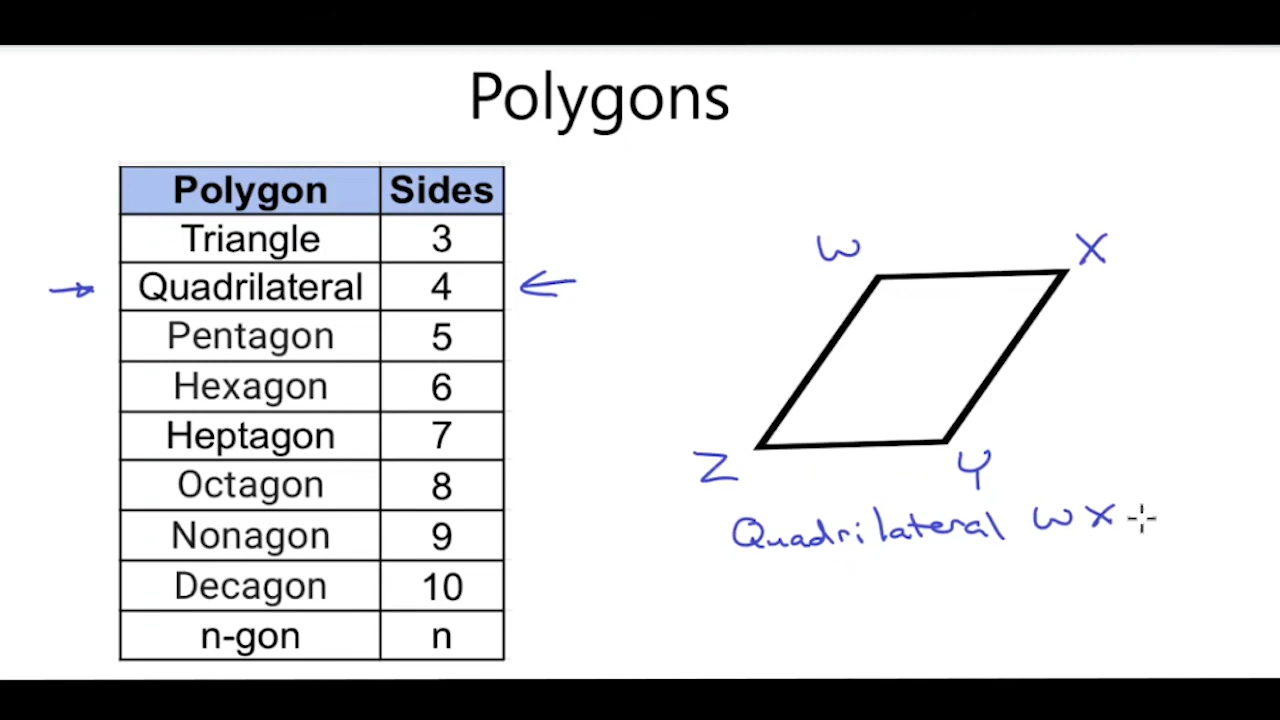 Polygons
Polygon Sides
Triangle 3
Quadrilateral 4
Pentagon 5
Hexagon 6
Heptagon 7
Octagon 8
Nonagon 9
Decagon 10
n-gon n
W X
Z Y
Quadrilateral W X